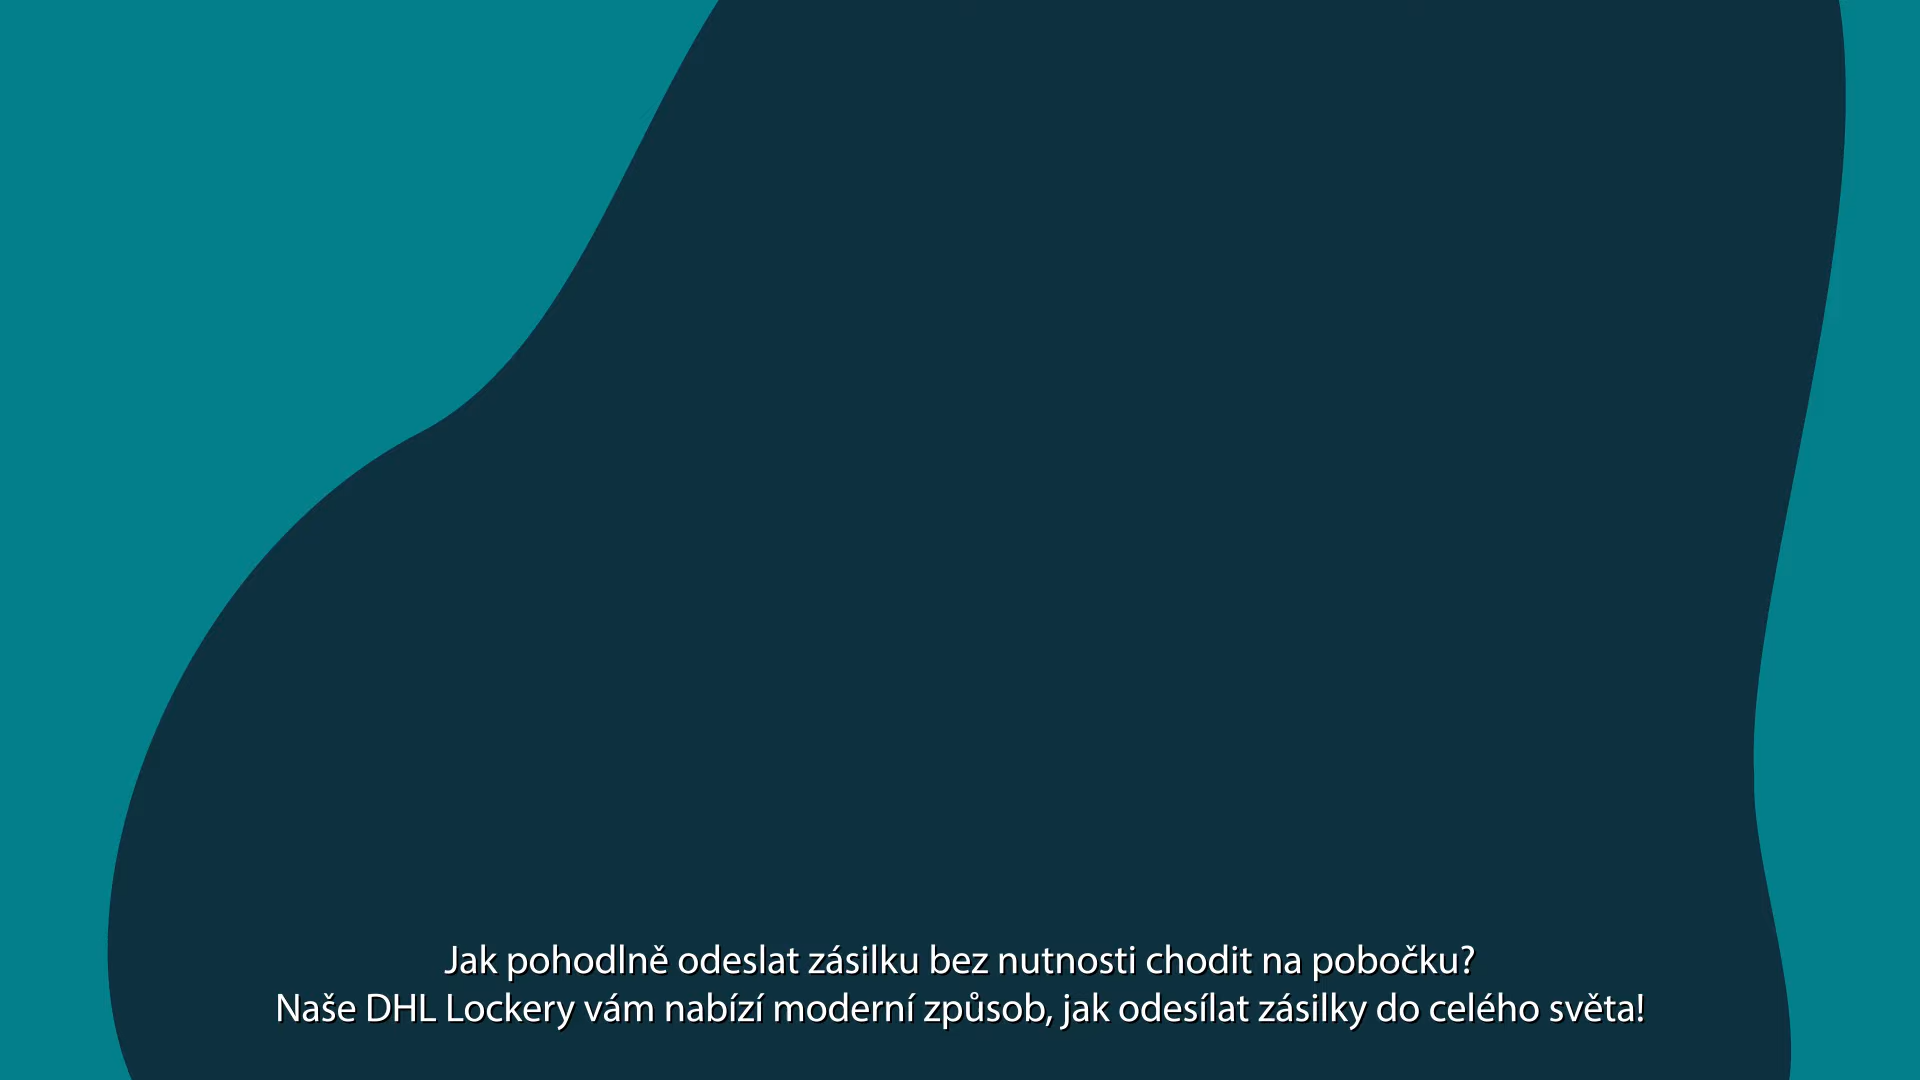 Jak pohodlně odeslat zásilku bez nutnosti chodit na pobočku?
Naše DHL Lockery vám nabízí moderní způsob, jak odesílat zásilky do celého světa!